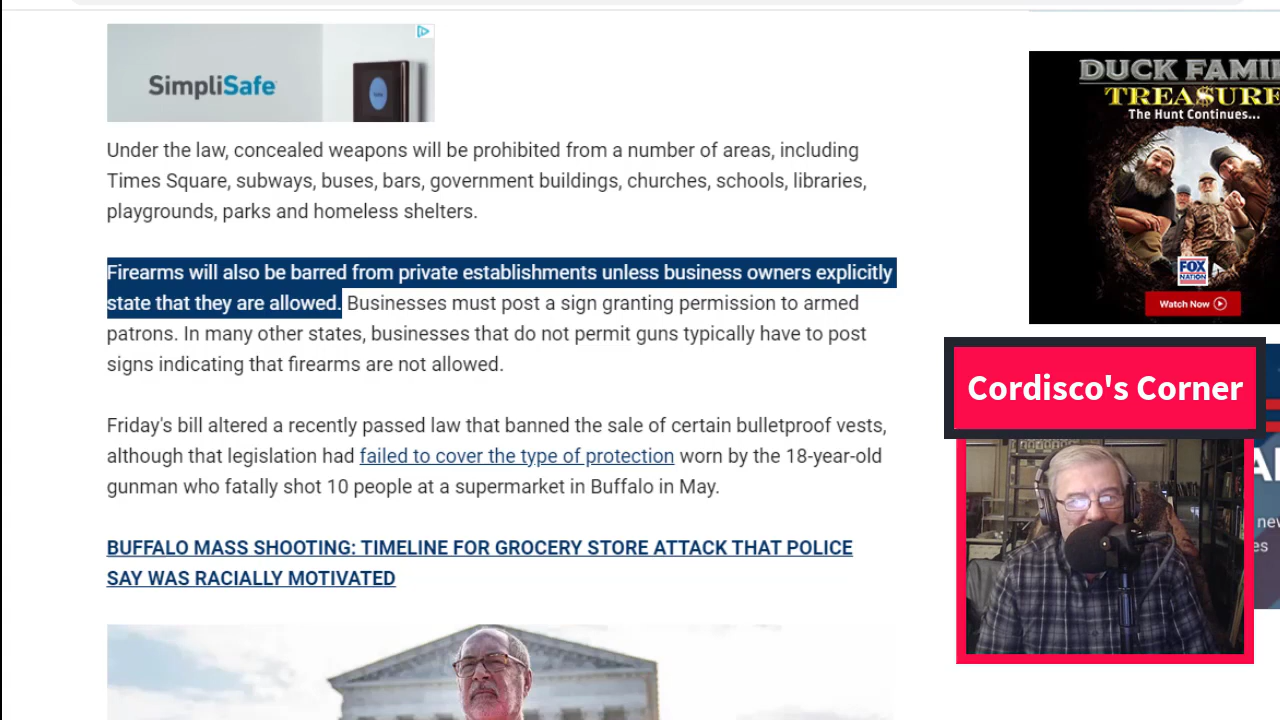 SimpliSafe
Under the law, concealed weapons will be prohibited from a number of areas, including
Times Square, subways, buses, bars, government buildings, churches, schools, libraries,
playgrounds, parks and homeless shelters.
Firearms will also be barred from private establishments unless business owners explicitly
state that they are allowed. Businesses must post a sign granting permission to armed
patrons. In many other states, businesses that do not permit guns typically have to post
signs indicating that firearms are not allowed.
Friday's bill altered a recently passed law that banned the sale of certain bulletproof vests,
although that legislation had failed to cover the type of protection worn by the 18-year-old
gunman who fatally shot 10 people at a supermarket in Buffalo in May.
BUFFALO MASS SHOOTING: TIMELINE FOR GROCERY STORE ATTACK THAT POLICE
SAY WAS RACIALLY MOTIVATED
DUCK FAMI
TREASURE
The Hunt Continues...
FOX
NATION
Watch Now
Cordisco's Corner